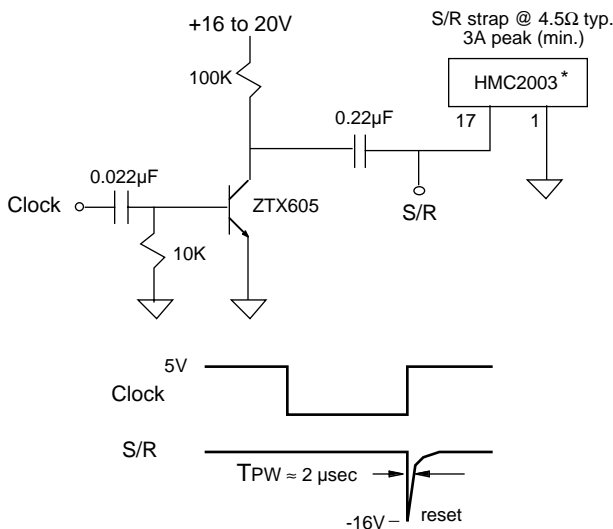 +16 to 20V
S/R strap @ 4.5Ω typ.
3A peak (min.)
100K
HMC2003*
0.22µF
17
1
0.022µF
Clock
ZTX605
S/R
10K
5V
Clock
S/R
TPW ≈ 2 µsec
-16V
reset